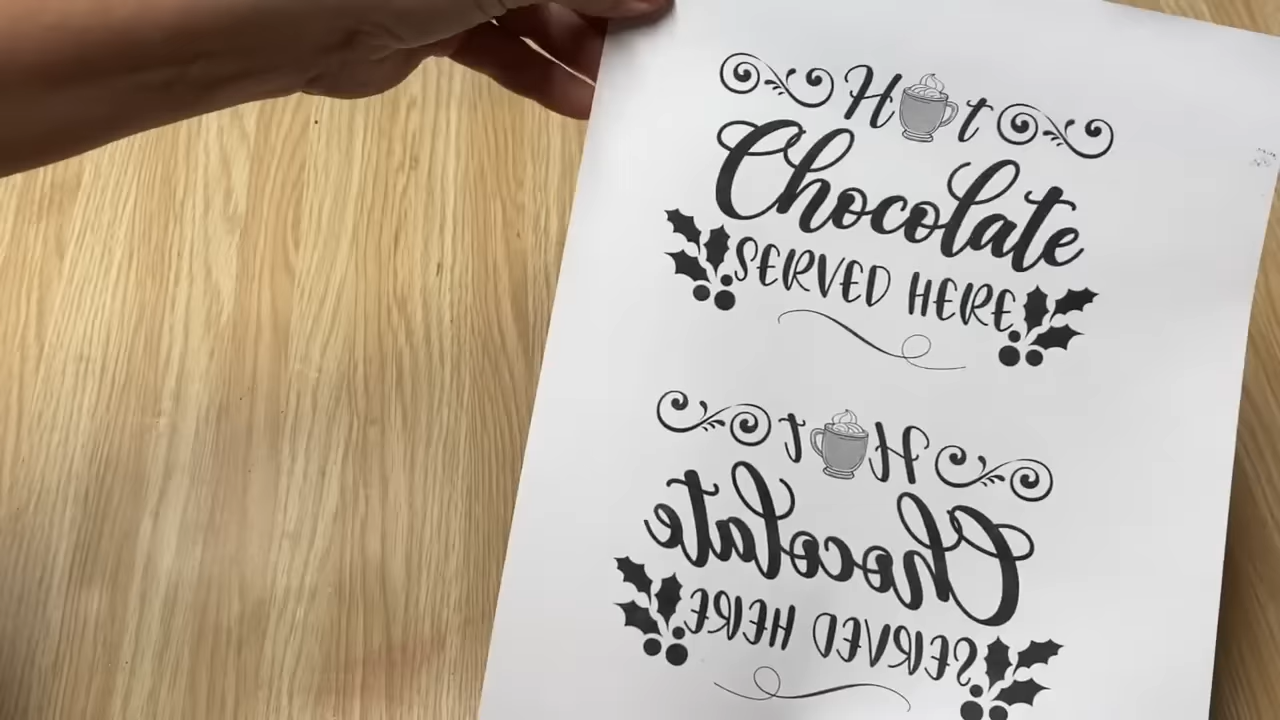 Hot
Chocolate
SERVED HERE
Hot
Chocolate
SERVED HERE